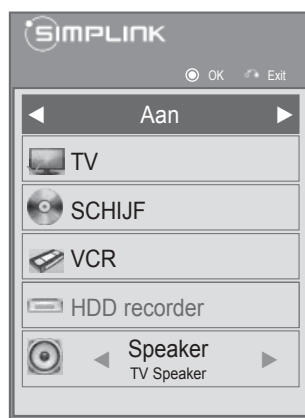 SIMPLINK
OK Exit
Aan
TV
SCHIJF
VCR
HDD recorder
Speaker
TV Speaker